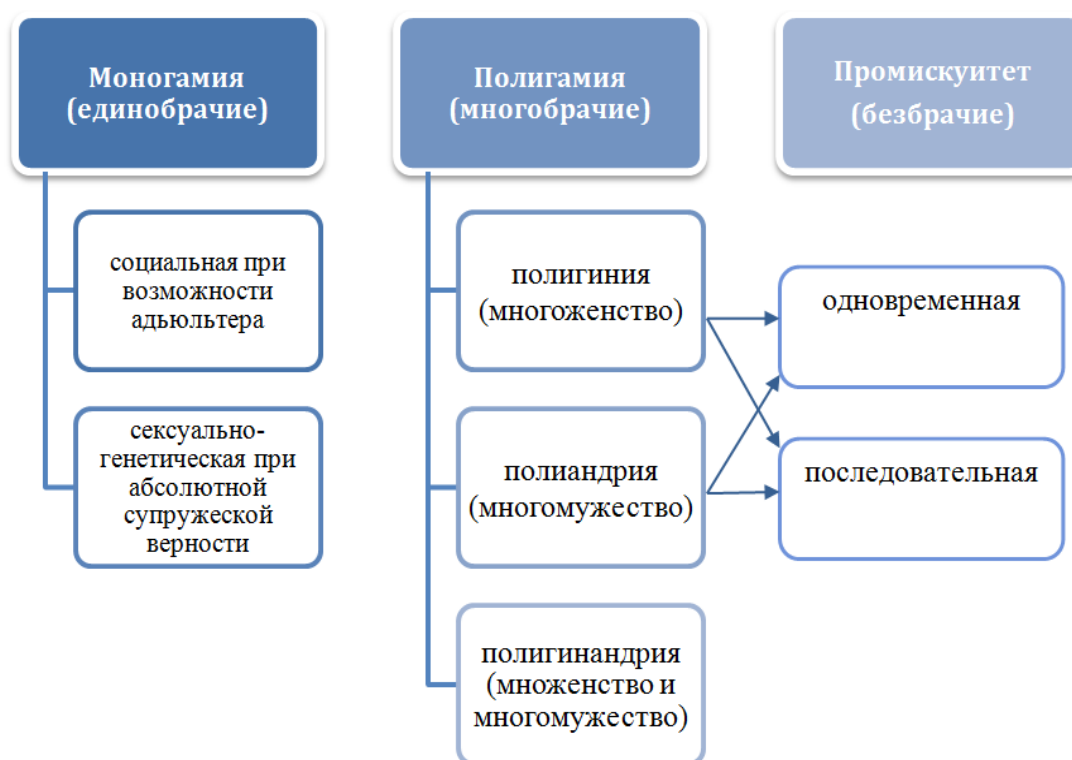 Моногамия
(единобрачие)
социальная при
возможности
адьюльтера
сексуально-
генетическая при
абсолютной
супружеской
верности
Полигамия
(многобрачие)
полигиния
(многоженство)
полиандрия
(многомужество)
полигинандрия
(множенство и
многомужество)
Промискуитет
(безбрачие)
одновременная
последовательная